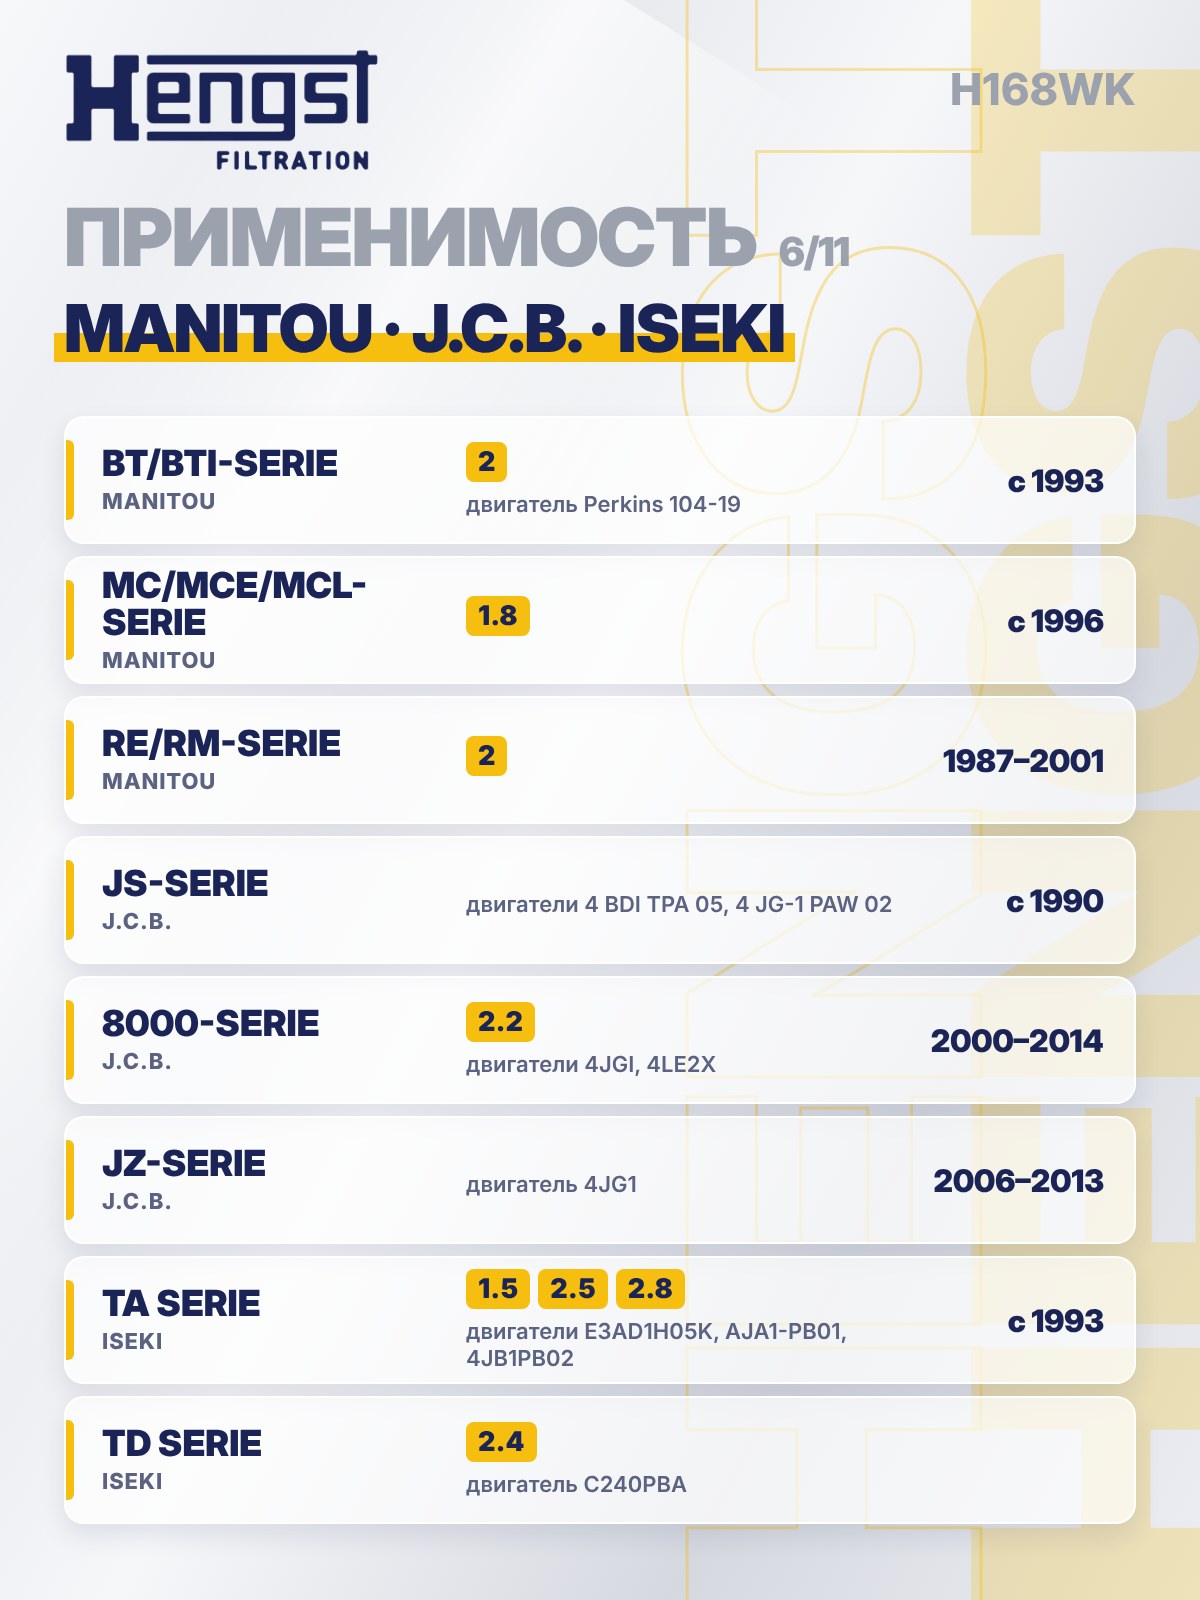 Hengst
FILTRATION
H168WK
ПРИМЕНИМОСТЬ 6/11
MANITOU · J.C.B. · ISEKI
BT/BTI-SERIE
MANITOU
2
двигатель Perkins 104-19
с 1993
MC/MCE/MCL-
SERIE
MANITOU
1.8
с 1996
RE/RM-SERIE
MANITOU
2
1987–2001
JS-SERIE
J.C.B.
двигатели 4 BDI TPA 05, 4 JG-1 PAW 02
с 1990
8000-SERIE
J.C.B.
2.2
двигатели 4JGI, 4LE2X
2000–2014
JZ-SERIE
J.C.B.
двигатель 4JG1
2006–2013
TA SERIE
ISEKI
1.5 2.5 2.8
двигатели E3AD1H05K, AJA1-PB01,
4JB1PB02
с 1993
TD SERIE
ISEKI
2.4
двигатель C240PBA
HENGST